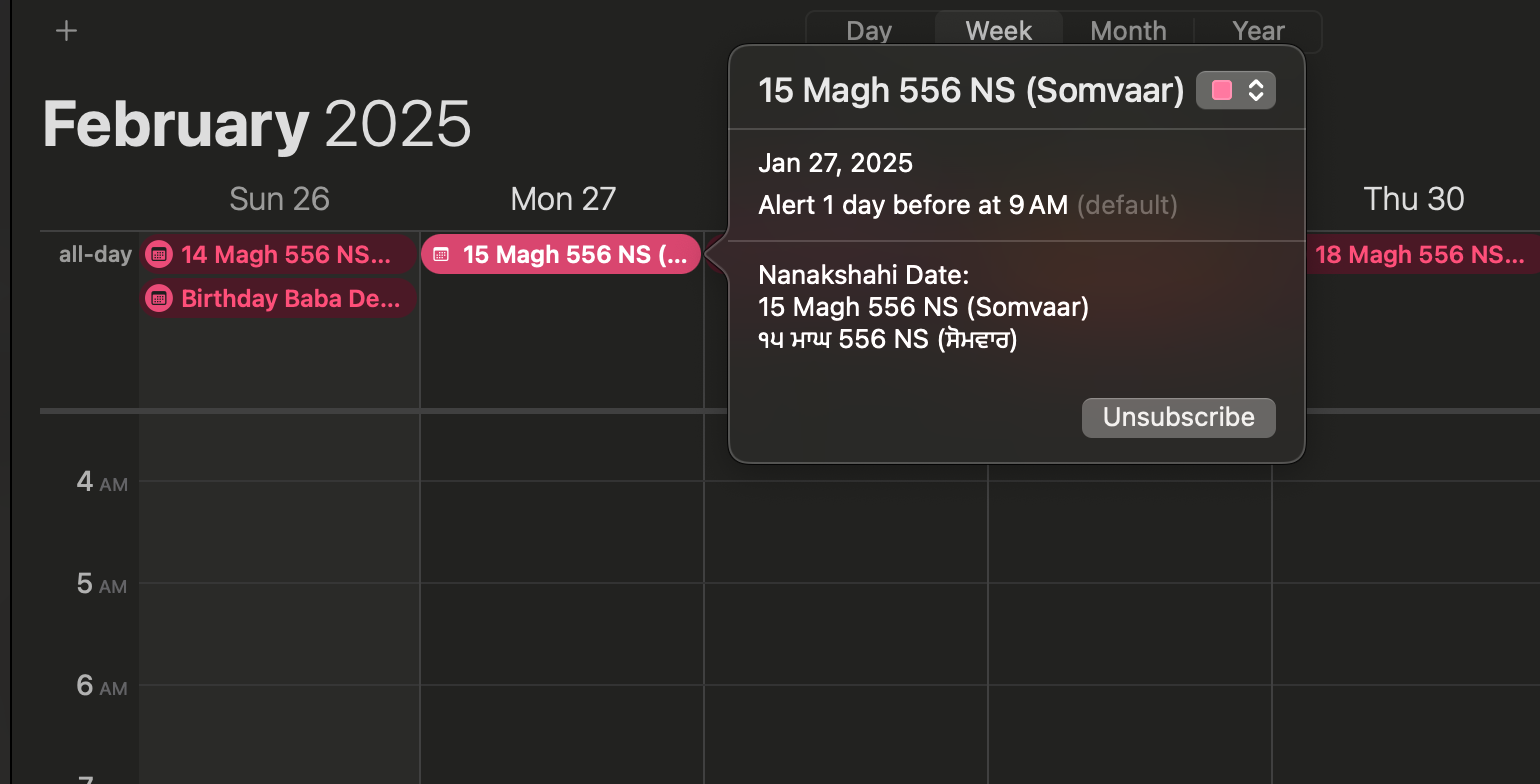 +
Day Week Month Year
February 2025
Sun 26 Mon 27 Thu 30
all-day 14 Magh 556 NS... 15 Magh 556 NS (... 18 Magh 556 NS...
Birthday Baba De...
4 AM
5 AM
6 AM
7
15 Magh 556 NS (Somvaar)
Jan 27, 2025
Alert 1 day before at 9 AM (default)
Nanakshahi Date:
15 Magh 556 NS (Somvaar)
੧੫ ਮਾਘ 556 NS (ਸੋਮਵਾਰ)
Unsubscribe